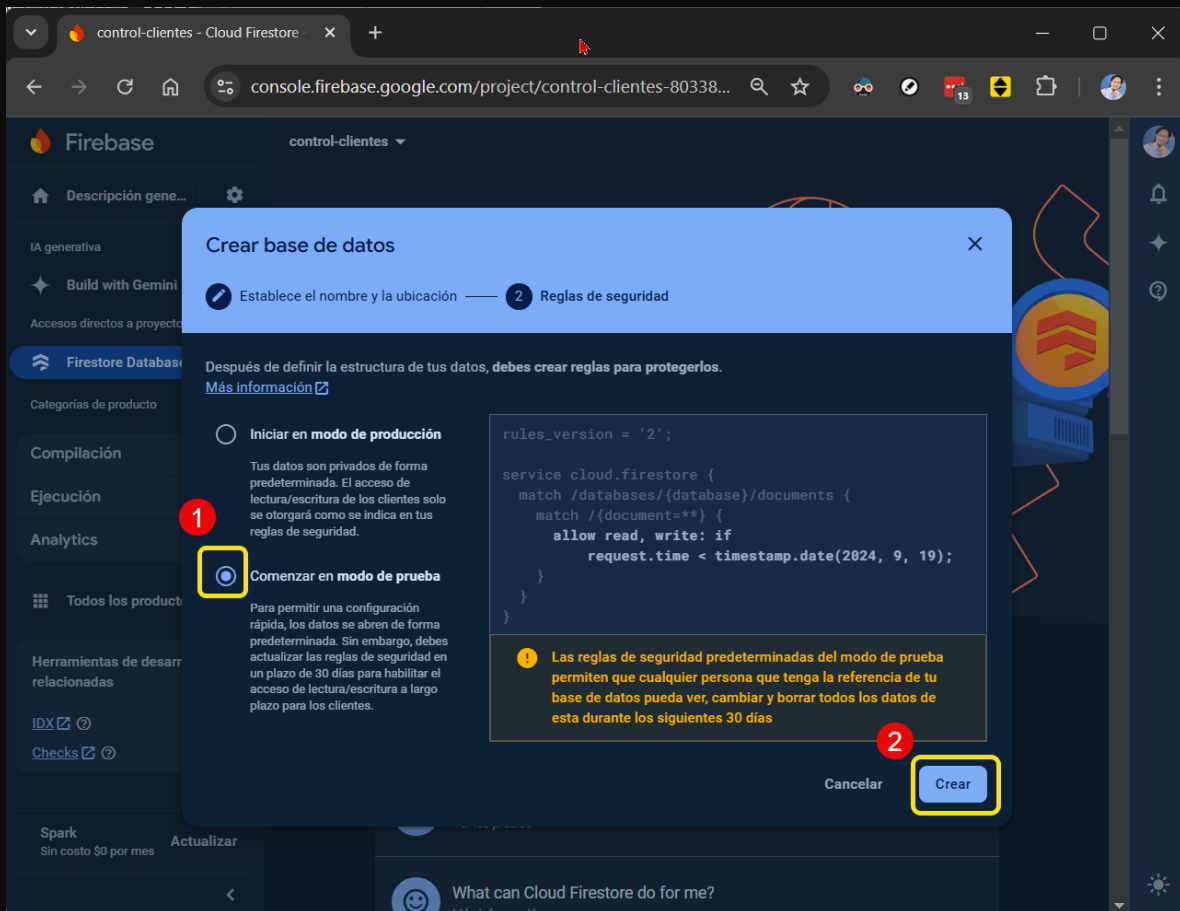 control-clientes - Cloud Firestore -
console.firebase.google.com/project/control-clientes-80338...
13
Firebase
control-clientes
Descripción gene...
IA generativa
Build with Gemini
Accesos directos a proyecto
Firestore Database
Categorías de producto
Compilación
Ejecución
Analytics
Todos los product
Herramientas de desarr
relacionadas
IDX
Checks
Spark
Sin costo $0 por mes
Actualizar
Crear base de datos
Establece el nombre y la ubicación
2 Reglas de seguridad
Después de definir la estructura de tus datos, debes crear reglas para protegerlos.
Más información
Iniciar en modo de producción
Tus datos son privados de forma
predeterminada. El acceso de
lectura/escritura de los clientes solo
se otorgará como se indica en tus
reglas de seguridad.
1
Comenzar en modo de prueba
Para permitir una configuración
rápida, los datos se abren de forma
predeterminada. Sin embargo, debes
actualizar las reglas de seguridad en
un plazo de 30 días para habilitar el
acceso de lectura/escritura a largo
plazo para los clientes.
rules_version = '2';
service cloud.firestore {
match /databases/{database}/documents {
match /{document=**} {
allow read, write: if
request.time < timestamp.date(2024, 9, 19);
}
}
}
Las reglas de seguridad predeterminadas del modo de prueba
permiten que cualquier persona que tenga la referencia de tu
base de datos pueda ver, cambiar y borrar todos los datos de
esta durante los siguientes 30 días
2
Cancelar
Crear
What can Cloud Firestore do for me?